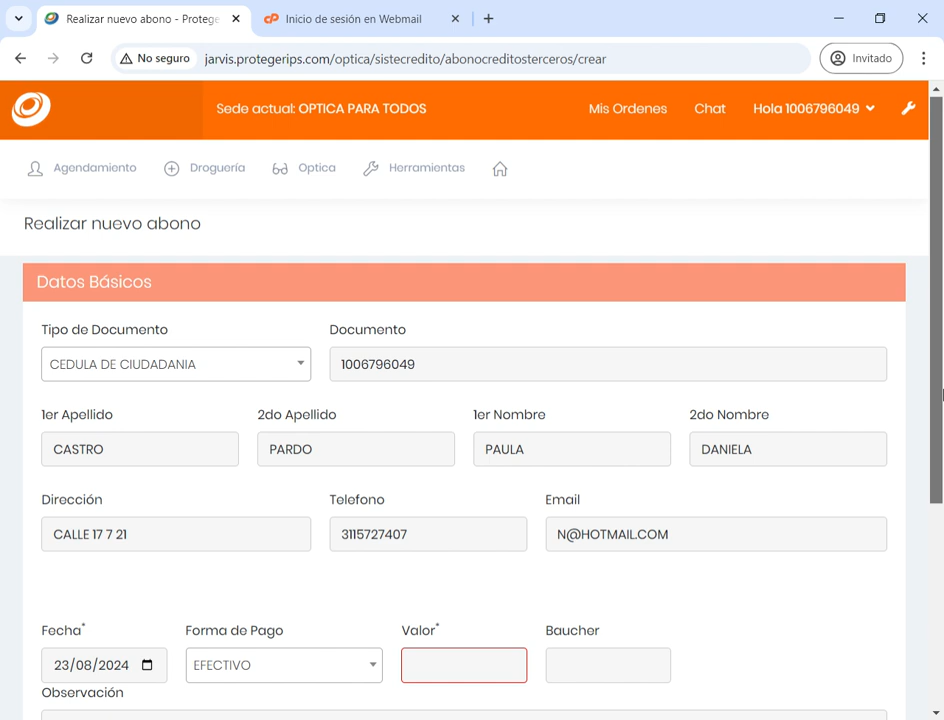 Realizar nuevo abono - Protege
Inicio de sesión en Webmail
No seguro
jarvis.protegerips.com/optica/sistecredito/abonocreditosterceros/crear
Invitado
Sede actual: OPTICA PARA TODOS
Mis Ordenes
Chat
Hola 1006796049
Agendamiento
Droguería
Optica
Herramientas
Realizar nuevo abono
Datos Básicos
Tipo de Documento
Documento
CEDULA DE CIUDADANIA
1006796049
1er Apellido
2do Apellido
1er Nombre
2do Nombre
CASTRO
PARDO
PAULA
DANIELA
Dirección
Telefono
Email
CALLE 17 7 21
3115727407
N@HOTMAIL.COM
Fecha*
Forma de Pago
Valor*
Baucher
23/08/2024
EFECTIVO
Observación